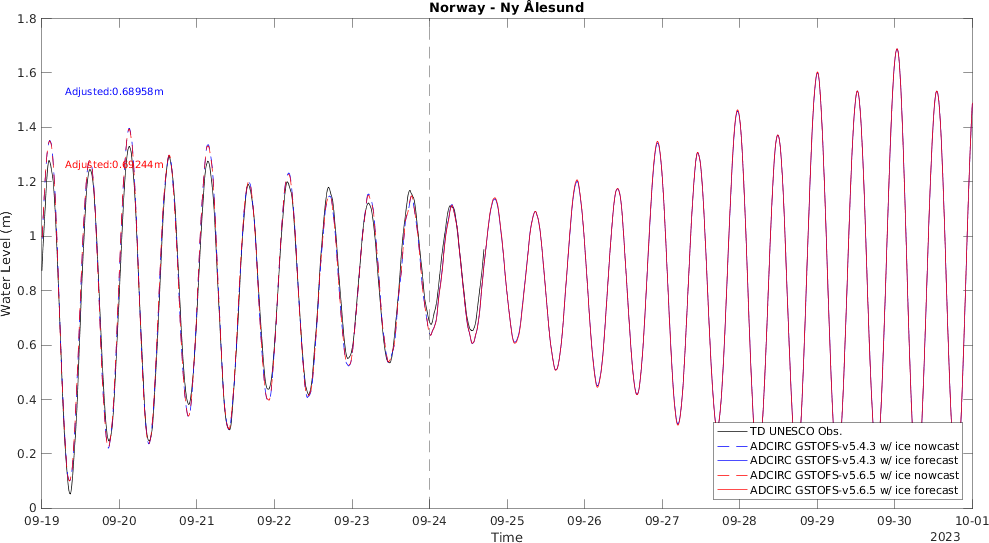 Norway - Ny Ålesund
1.8
1.6
1.4
1.2
1
0.8
0.6
0.4
0.2
0
Water Level (m)
Adjusted:0.68958m
Adjusted:0.69244m
TD UNESCO Obs.
ADCIRC GSTOFS-v5.4.3 w/ ice nowcast
ADCIRC GSTOFS-v5.4.3 w/ ice forecast
ADCIRC GSTOFS-v5.6.5 w/ ice nowcast
ADCIRC GSTOFS-v5.6.5 w/ ice forecast
09-19 09-20 09-21 09-22 09-23 09-24 09-25 09-26 09-27 09-28 09-29 09-30 10-01
Time
2023